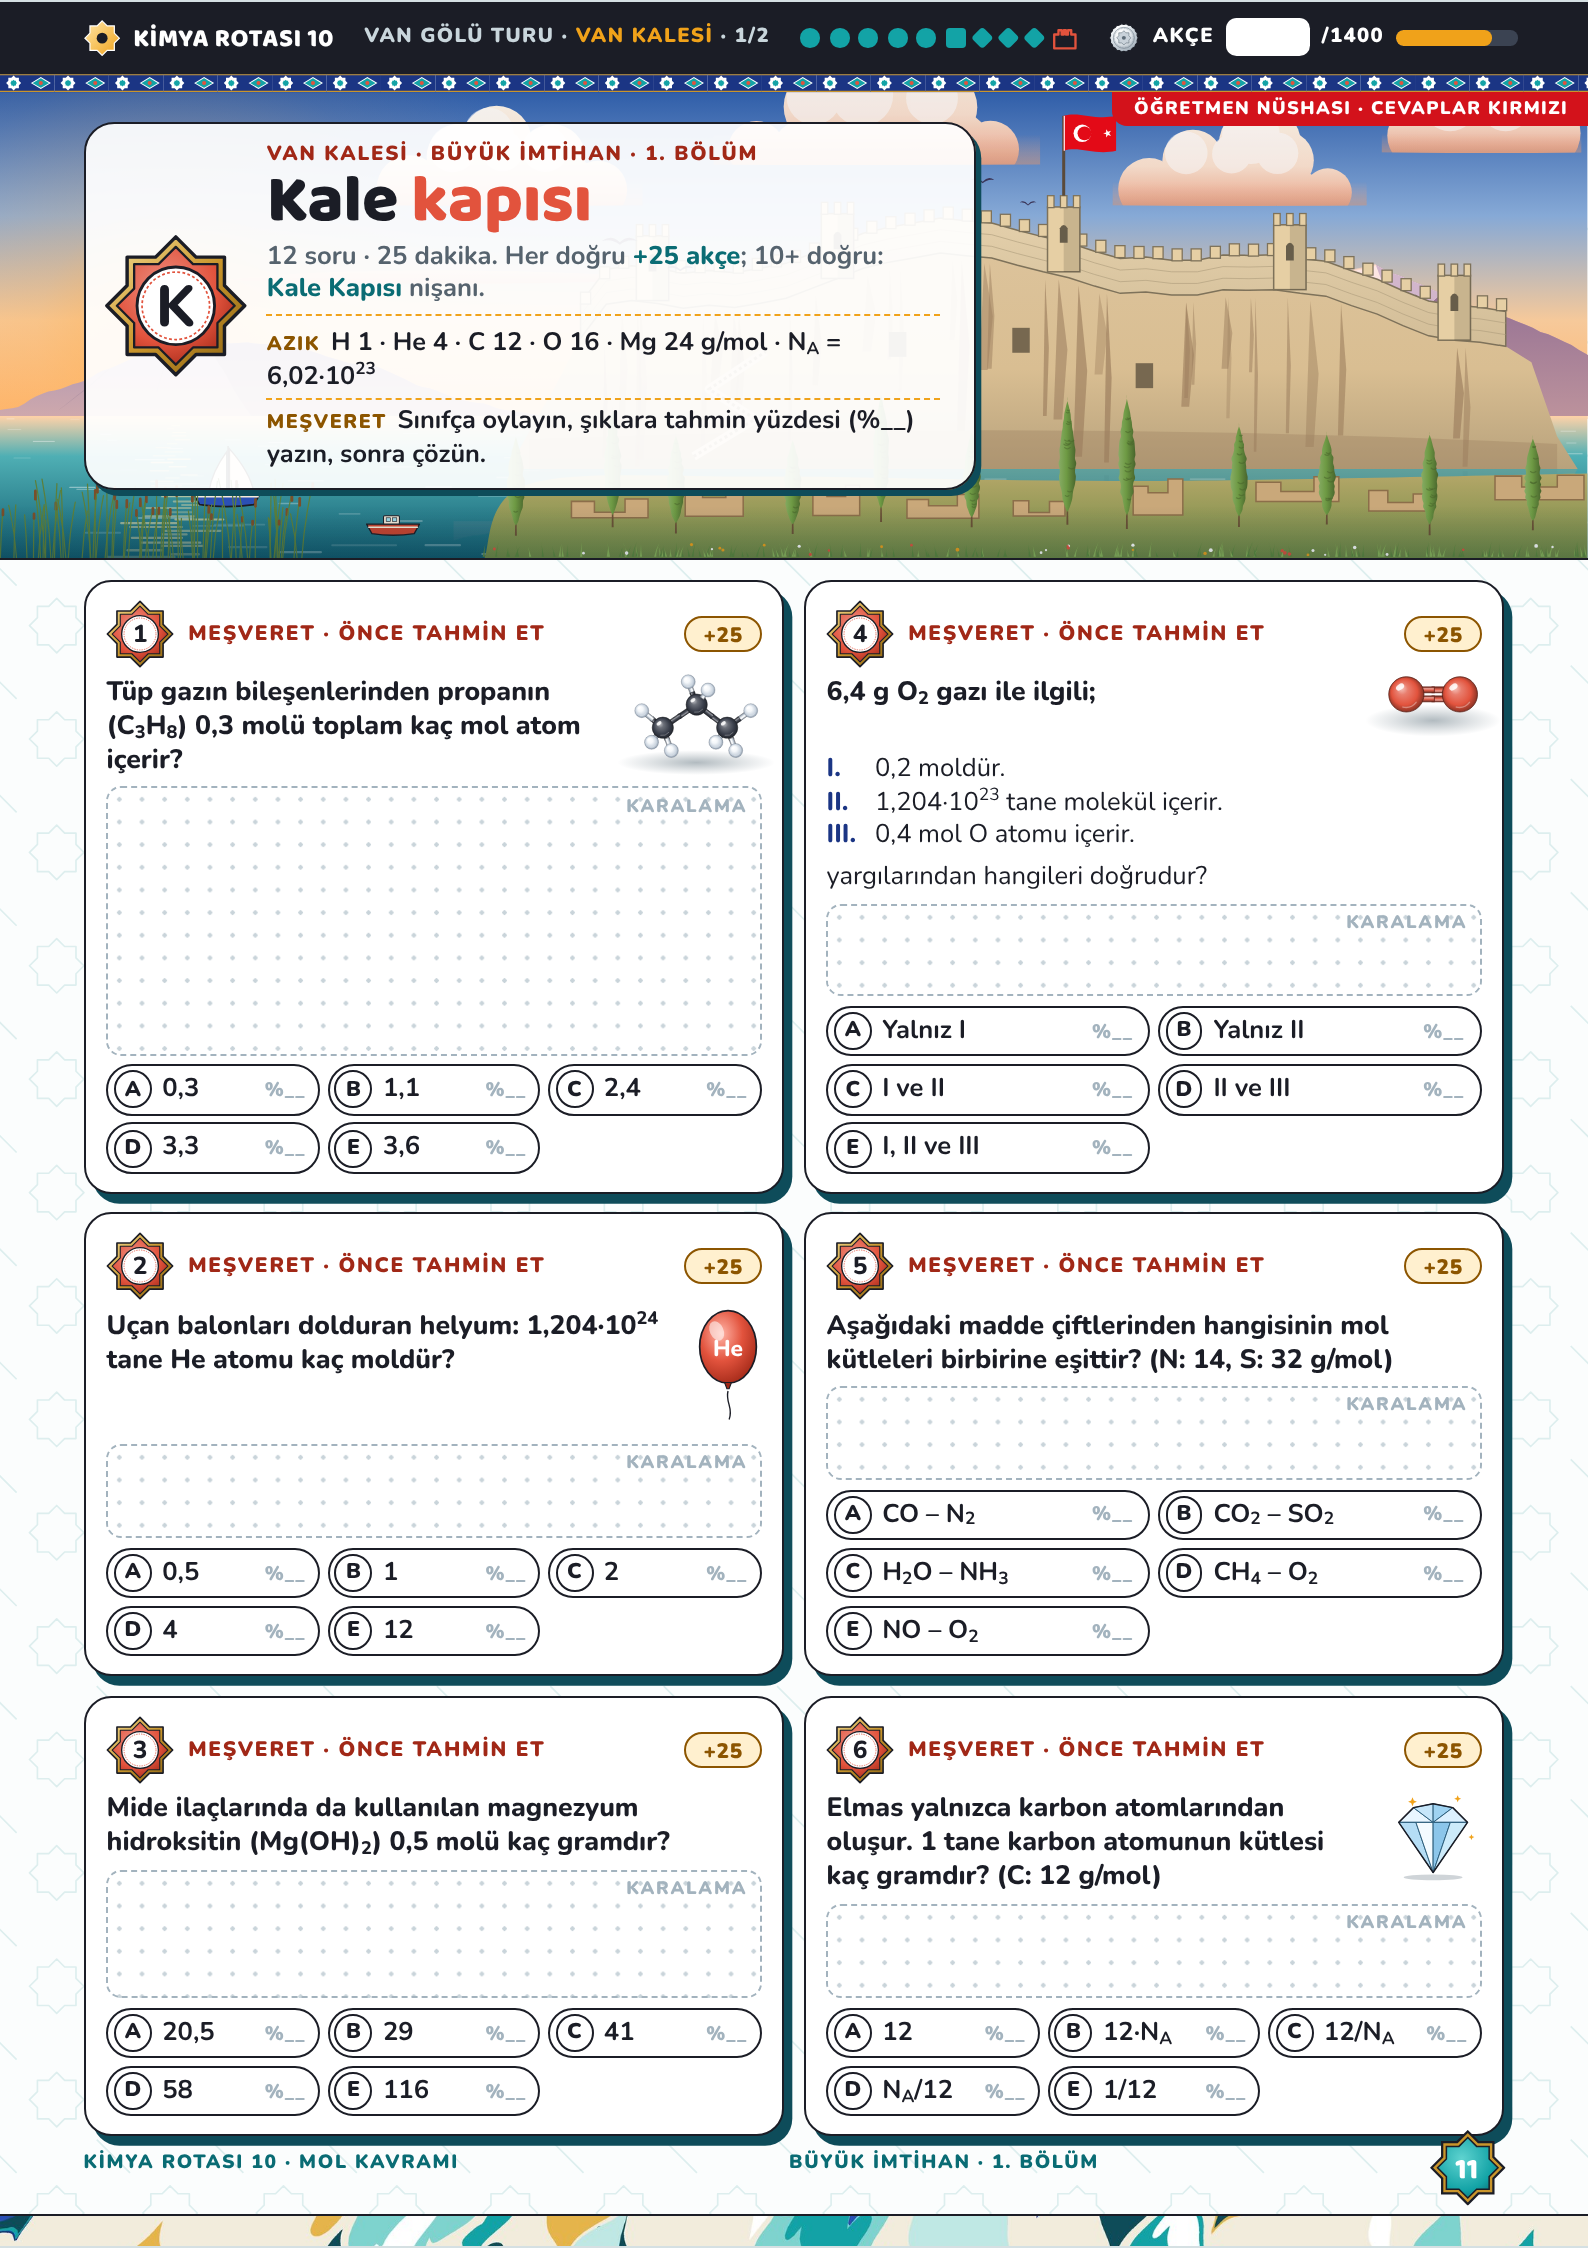 KİMYA ROTASI 10 VAN GÖLÜ TURU · VAN KALESİ · 1/2 AKÇE /1400
ÖĞRETMEN NÜSHASI · CEVAPLAR KIRMIZI
VAN KALESİ · BÜYÜK İMTİHAN · 1. BÖLÜM
Kale kapısı
12 soru · 25 dakika. Her doğru +25 akçe; 10+ doğru:
Kale Kapısı nişanı.
K
AZIK H 1 · He 4 · C 12 · O 16 · Mg 24 g/mol · N_A =
6,02·10²³
MEŞVERET Sınıfça oylayın, şıklara tahmin yüzdesi (%__)
yazın, sonra çözün.
1 MEŞVERET · ÖNCE TAHMİN ET +25
Tüp gazın bileşenlerinden propanın
(C₃H₈) 0,3 molü toplam kaç mol atom
içerir?
KARALAMA
A 0,3 %__ B 1,1 %__ C 2,4 %__
D 3,3 %__ E 3,6 %__
2 MEŞVERET · ÖNCE TAHMİN ET +25
Uçan balonları dolduran helyum: 1,204·10²⁴
tane He atomu kaç moldür?
He
KARALAMA
A 0,5 %__ B 1 %__ C 2 %__
D 4 %__ E 12 %__
3 MEŞVERET · ÖNCE TAHMİN ET +25
Mide ilaçlarında da kullanılan magnezyum
hidroksitin (Mg(OH)₂) 0,5 molü kaç gramdır?
KARALAMA
A 20,5 %__ B 29 %__ C 41 %__
D 58 %__ E 116 %__
4 MEŞVERET · ÖNCE TAHMİN ET +25
6,4 g O₂ gazı ile ilgili;
I. 0,2 moldür.
II. 1,204·10²³ tane molekül içerir.
III. 0,4 mol O atomu içerir.
yargılarından hangileri doğrudur?
KARALAMA
A Yalnız I %__ B Yalnız II %__
C I ve II %__ D II ve III %__
E I, II ve III %__
5 MEŞVERET · ÖNCE TAHMİN ET +25
Aşağıdaki madde çiftlerinden hangisinin mol
kütleleri birbirine eşittir? (N: 14, S: 32 g/mol)
KARALAMA
A CO – N₂ %__ B CO₂ – SO₂ %__
C H₂O – NH₃ %__ D CH₄ – O₂ %__
E NO – O₂ %__
6 MEŞVERET · ÖNCE TAHMİN ET +25
Elmas yalnızca karbon atomlarından
oluşur. 1 tane karbon atomunun kütlesi
kaç gramdır? (C: 12 g/mol)
KARALAMA
A 12 %__ B 12·N_A %__ C 12/N_A %__
D N_A/12 %__ E 1/12 %__
KİMYA ROTASI 10 · MOL KAVRAMI BÜYÜK İMTİHAN · 1. BÖLÜM 11